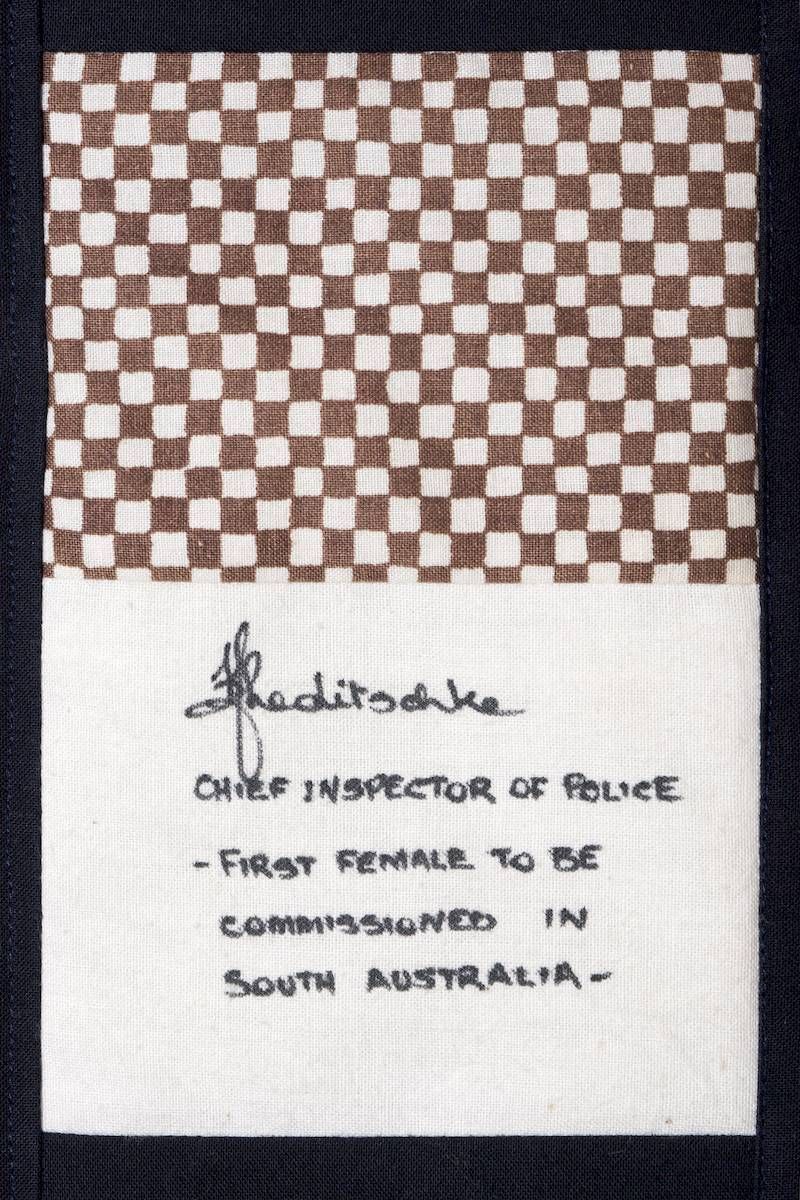 CHIEF INSPECTOR OF POLICE
- FIRST FEMALE TO BE
COMMISSIONED IN
SOUTH AUSTRALIA -